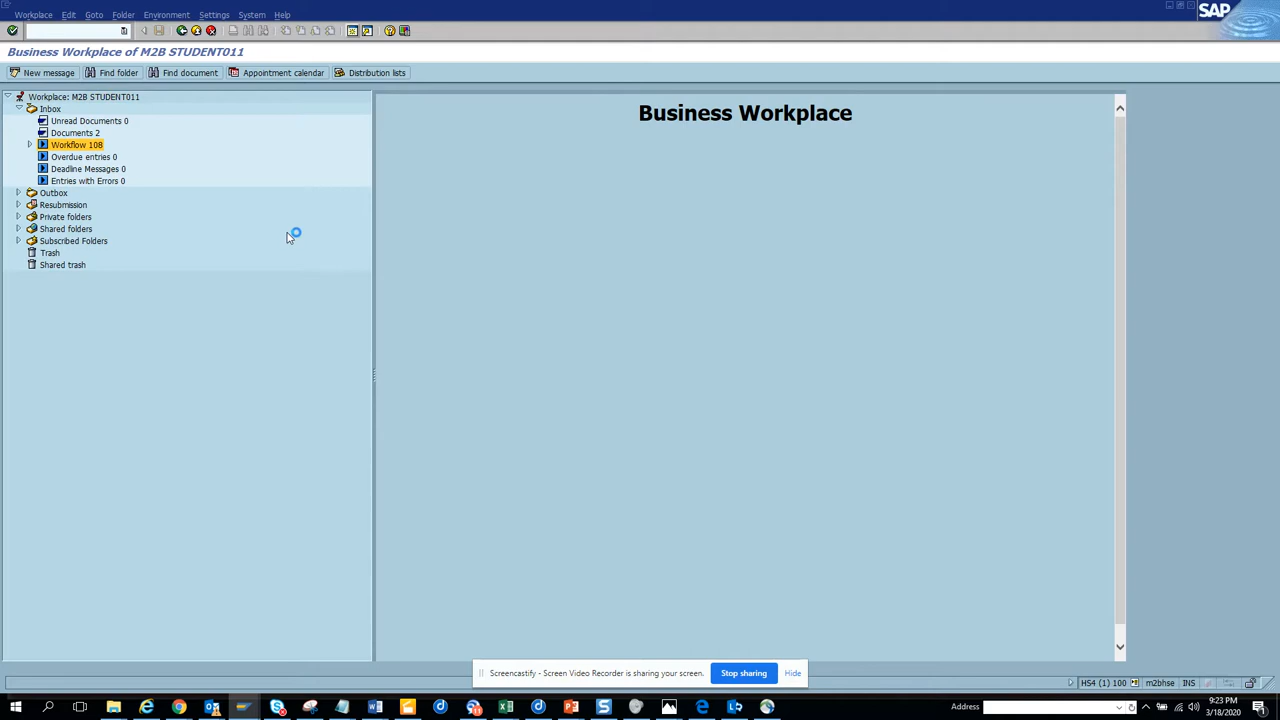 Workplace Edit Goto Folder Environment Settings System Help
SAP
Business Workplace of M2B STUDENT011
New message Find folder Find document Appointment calendar Distribution lists
Workplace: M2B STUDENT011
Inbox
Unread Documents 0
Documents 2
Workflow 108
Overdue entries 0
Deadline Messages 0
Entries with Errors 0
Outbox
Resubmission
Private folders
Shared folders
Subscribed Folders
Trash
Shared trash
Business Workplace
Screencastify - Screen Video Recorder is sharing your screen. Stop sharing Hide
HS4 (1) 100 m2bhse INS
Address
9:23 PM
3/18/2020